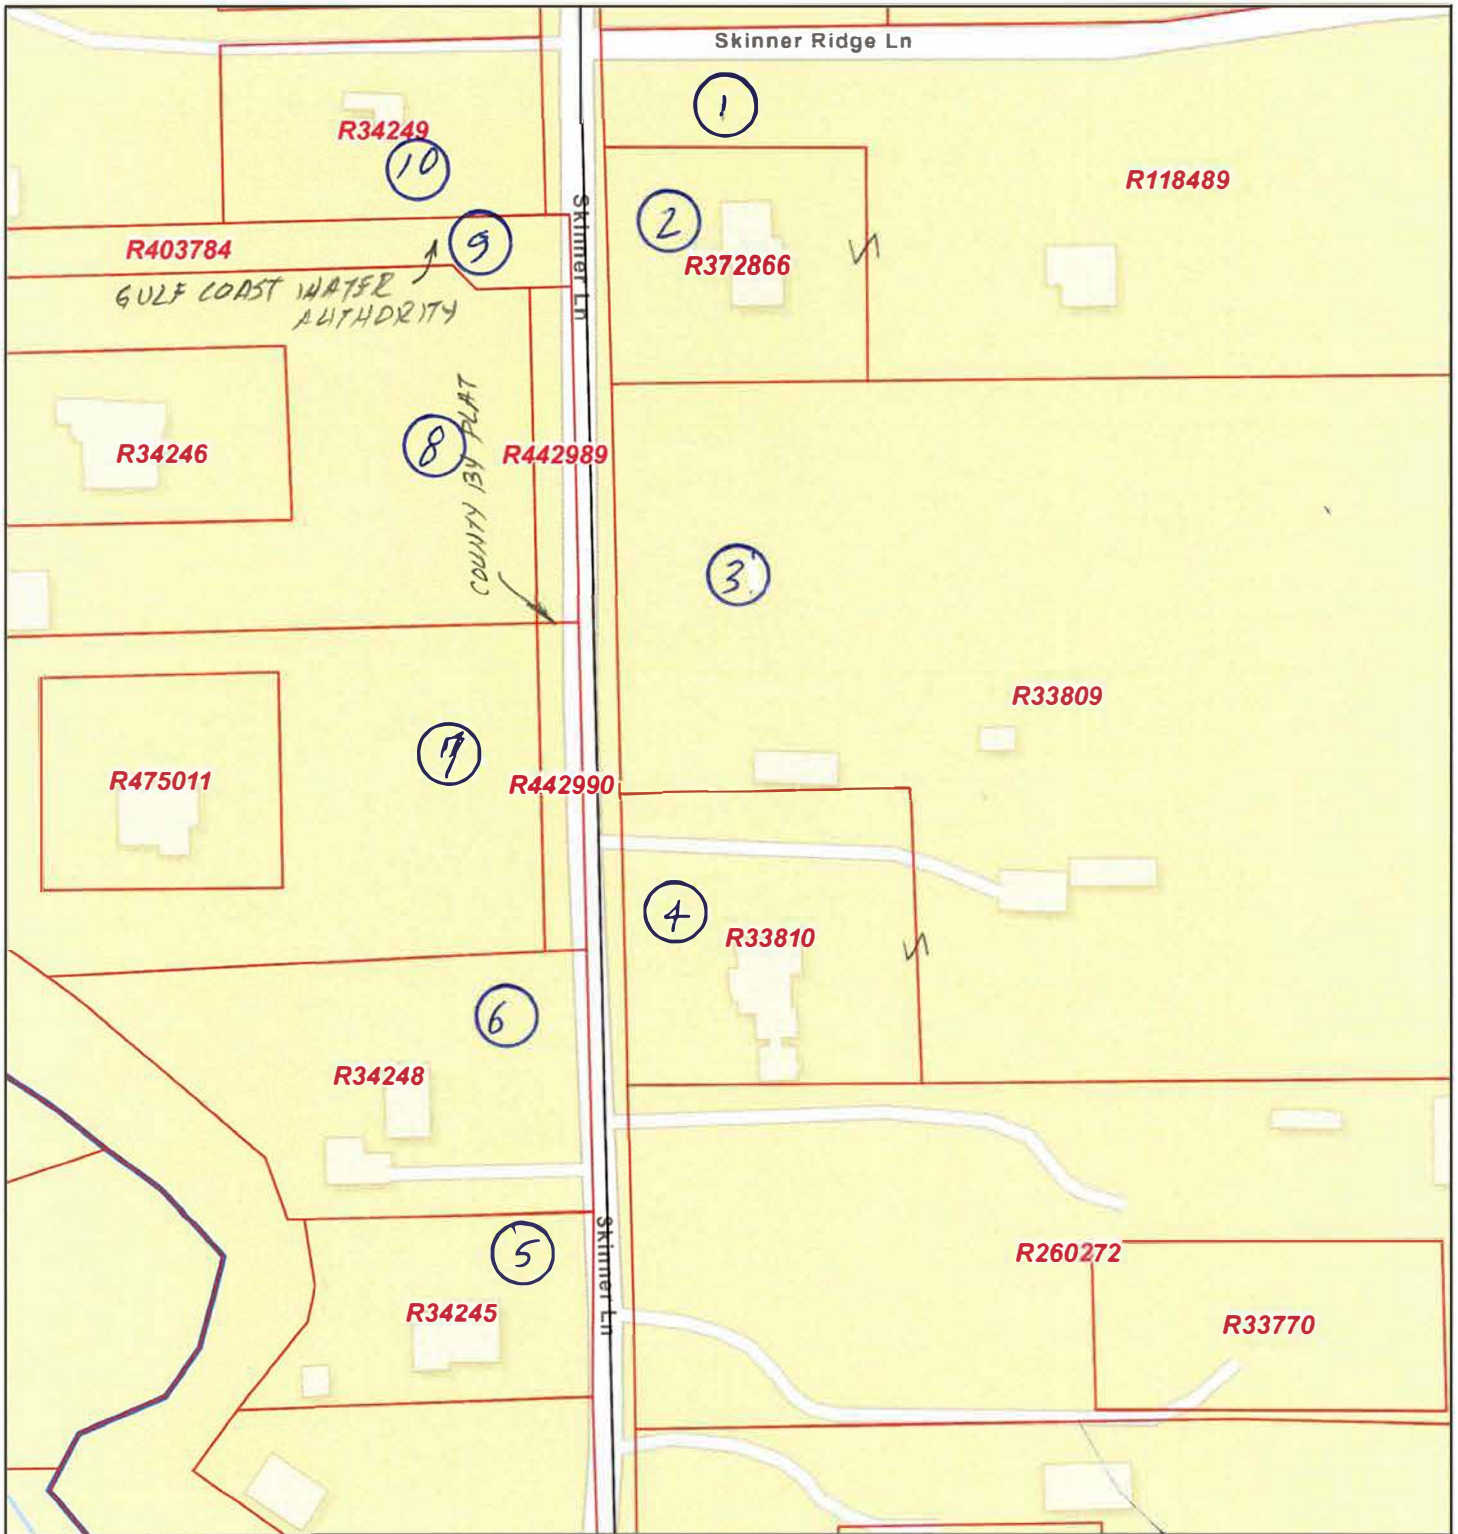 Skinner Ridge Ln
1
R34249
10
R118489
Skinner Ln
2
R403784
9
R372866
GULF COAST WATER
AUTHORITY
8
COUNTY BY PLAT
R34246
R442989
3
R33809
7
R475011
R442990
4
R33810
6
R34248
Skinner Ln
5
R260272
R34245
R33770